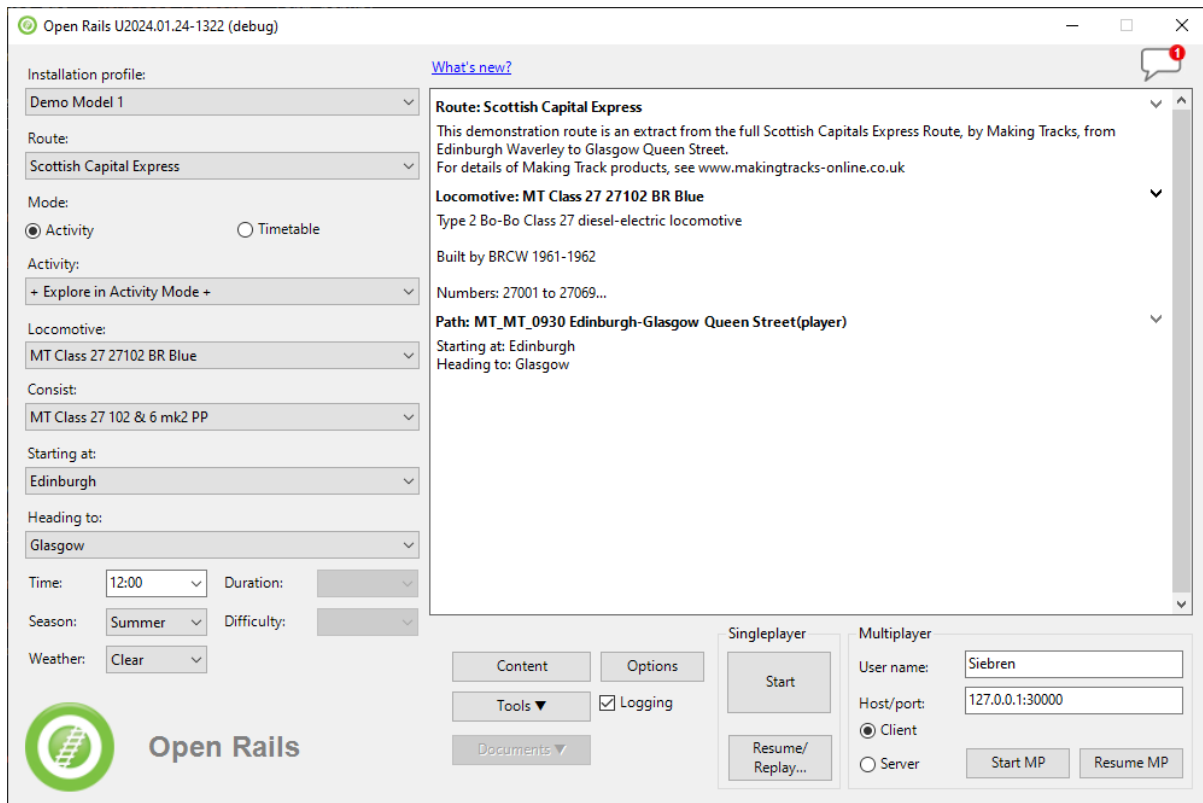 Open Rails U2024.01.24-1322 (debug)
Installation profile:
Demo Model 1
Route:
Scottish Capital Express
Mode:
Activity
Timetable
Activity:
+ Explore in Activity Mode +
Locomotive:
MT Class 27 27102 BR Blue
Consist:
MT Class 27 102 & 6 mk2 PP
Starting at:
Edinburgh
Heading to:
Glasgow
Time:
12:00
Duration:
Season:
Summer
Difficulty:
Weather:
Clear
Open Rails
What's new?
1
Route: Scottish Capital Express
This demonstration route is an extract from the full Scottish Capitals Express Route, by Making Tracks, from
Edinburgh Waverley to Glasgow Queen Street.
For details of Making Track products, see www.makingtracks-online.co.uk
Locomotive: MT Class 27 27102 BR Blue
Type 2 Bo-Bo Class 27 diesel-electric locomotive
Built by BRCW 1961-1962
Numbers: 27001 to 27069...
Path: MT_MT_0930 Edinburgh-Glasgow Queen Street(player)
Starting at: Edinburgh
Heading to: Glasgow
Content
Options
Tools ▼
Logging
Documents ▼
Singleplayer
Start
Resume/
Replay...
Multiplayer
User name:
Siebren
Host/port:
127.0.0.1:30000
Client
Server
Start MP
Resume MP